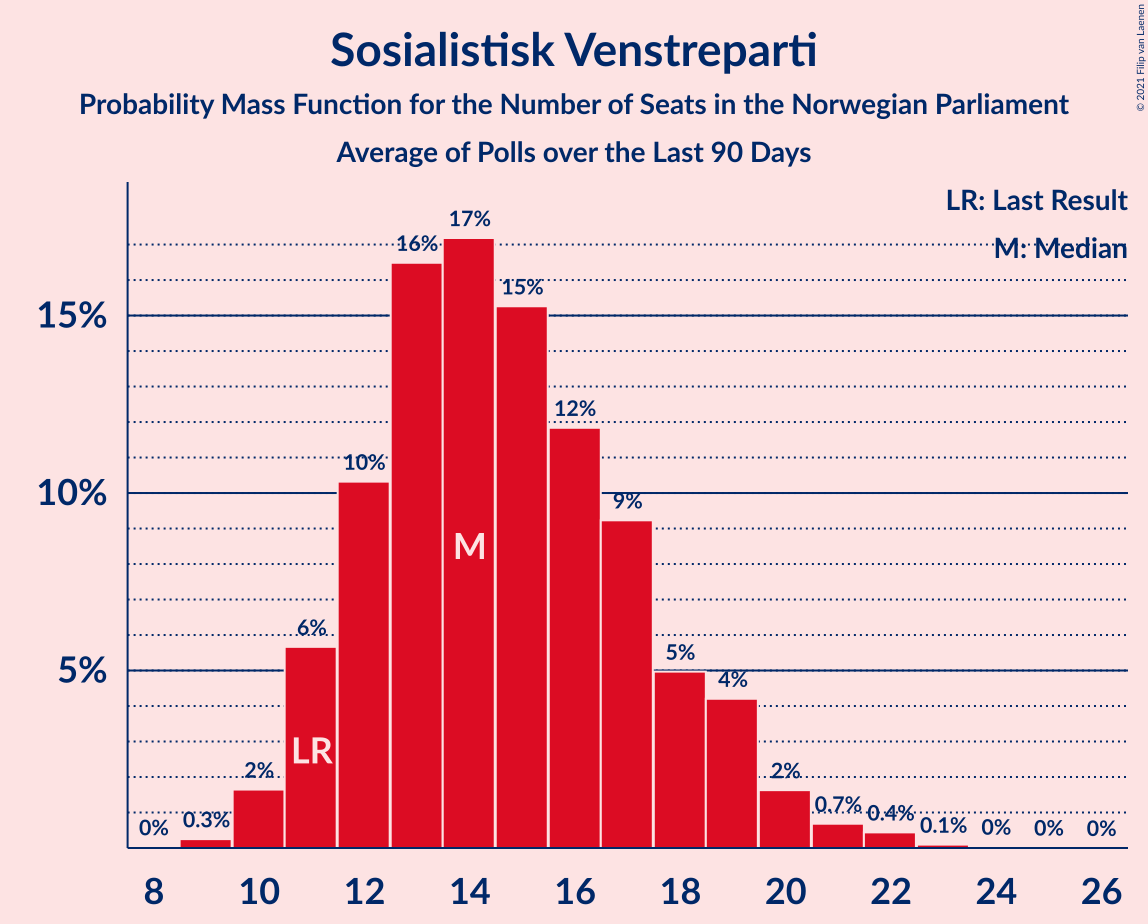 Sosialistisk Venstreparti
Probability Mass Function for the Number of Seats in the Norwegian Parliament
Average of Polls over the Last 90 Days
© 2021 Filip van Laenen
LR: Last Result
M: Median
15%
10%
5%
0%
0.3%
2%
6%
10%
16%
17%
15%
12%
9%
5%
4%
2%
0.7%
0.4%
0.1%
0%
0%
0%
LR
M
8 10 12 14 16 18 20 22 24 26